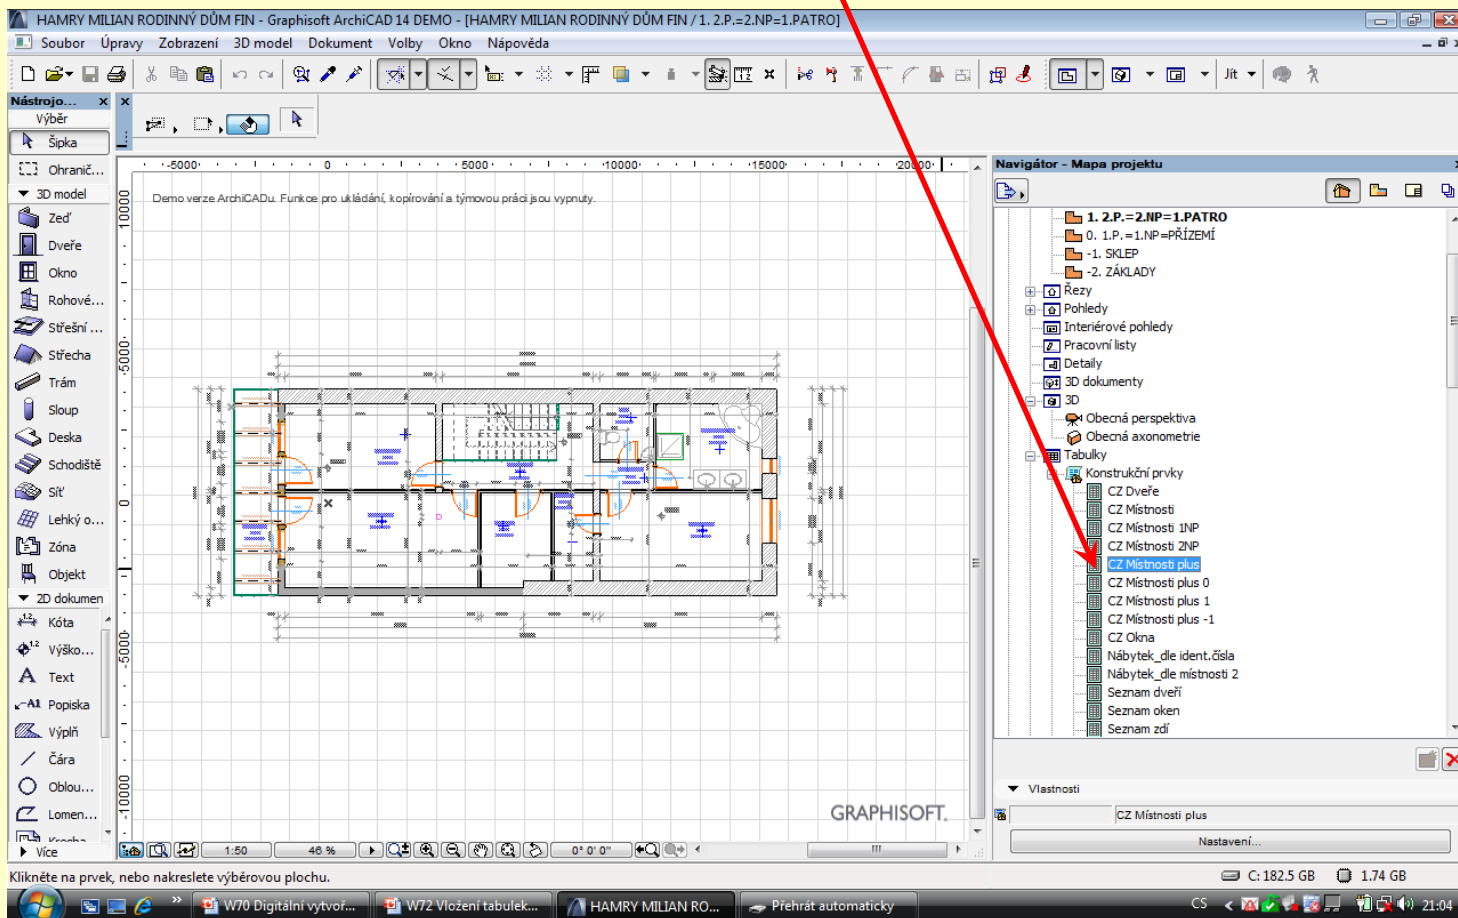 HAMRY MILIAN RODINNÝ DŮM FIN - Graphisoft ArchiCAD 14 DEMO - [HAMRY MILIAN RODINNÝ DŮM FIN / 1. 2.P.=2.NP=1.PATRO]
Soubor Úpravy Zobrazení 3D model Dokument Volby Okno Nápověda
Jít
Nástrojo...
Výběr
Šipka
Ohranič...
3D model
Zeď
Dveře
Okno
Rohové...
Střešní ...
Střecha
Trám
Sloup
Deska
Schodiště
Síť
Lehký o...
Zóna
Objekt
2D dokumen
Kóta
Výško...
Text
Popiska
Výplň
Čára
Oblou...
Lomen...
Více
-5000 0 5000 10000 15000 20000
10000
5000
0
-5000
-10000
Demo verze ArchiCADu. Funkce pro ukládání, kopírování a týmovou práci jsou vypnuty.
GRAPHISOFT.
1:50 46 % 0° 0' 0"
Navigátor - Mapa projektu
1. 2.P.=2.NP=1.PATRO
0. 1.P.=1.NP=PŘÍZEMÍ
-1. SKLEP
-2. ZÁKLADY
Řezy
Pohledy
Interiérové pohledy
Pracovní listy
Detaily
3D dokumenty
3D
Obecná perspektiva
Obecná axonometrie
Tabulky
Konstrukční prvky
CZ Dveře
CZ Místnosti
CZ Místnosti 1NP
CZ Místnosti 2NP
CZ Místnosti plus
CZ Místnosti plus 0
CZ Místnosti plus 1
CZ Místnosti plus -1
CZ Okna
Nábytek_dle ident.čísla
Nábytek_dle místnosti 2
Seznam dveří
Seznam oken
Seznam zdí
Vlastnosti
CZ Místnosti plus
Nastavení...
Klikněte na prvek, nebo nakreslete výběrovou plochu.
C: 182.5 GB 1.74 GB
W70 Digitální vytvoř... W72 Vložení tabulek... HAMRY MILIAN RO... Přehrát automaticky CS 21:04